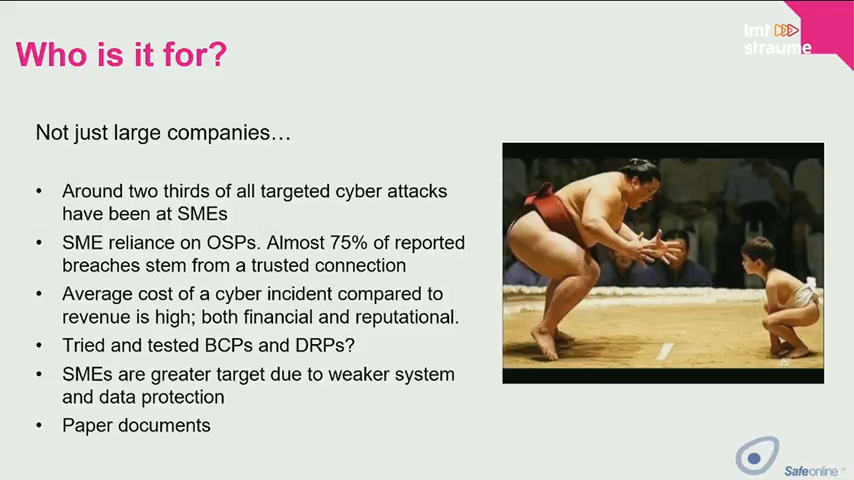 Who is it for?
lmt
straume
Not just large companies…
• Around two thirds of all targeted cyber attacks
have been at SMEs
• SME reliance on OSPs. Almost 75% of reported
breaches stem from a trusted connection
• Average cost of a cyber incident compared to
revenue is high; both financial and reputational.
• Tried and tested BCPs and DRPs?
• SMEs are greater target due to weaker system
and data protection
• Paper documents
Safeonline™